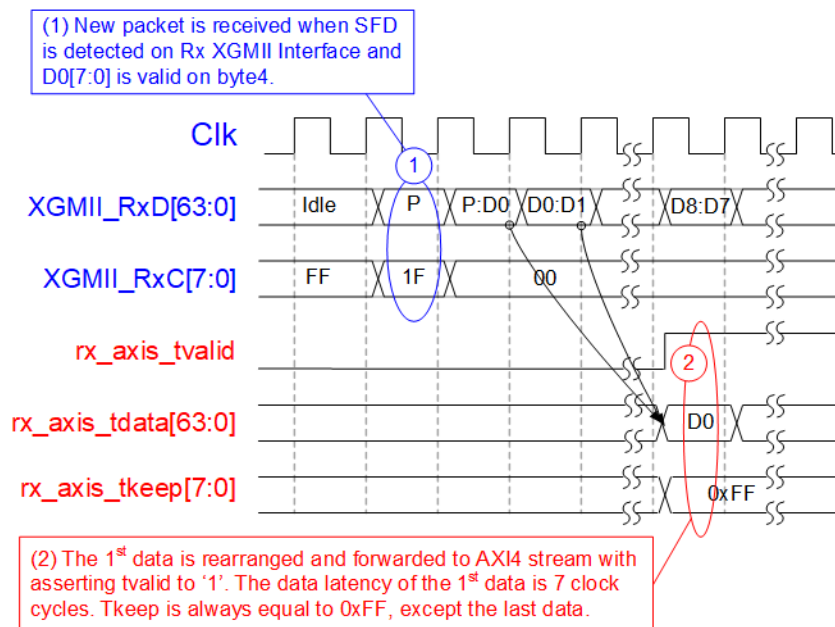 (1) New packet is received when SFD
is detected on Rx XGMII Interface and
D0[7:0] is valid on byte4.
Clk
1
XGMII_RxD[63:0] Idle P P:D0 D0:D1 D8:D7
XGMII_RxC[7:0] FF 1F 00
rx_axis_tvalid
2
rx_axis_tdata[63:0] D0
rx_axis_tkeep[7:0] 0xFF
(2) The 1st data is rearranged and forwarded to AXI4 stream with
asserting tvalid to ‘1’. The data latency of the 1st data is 7 clock
cycles. Tkeep is always equal to 0xFF, except the last data.